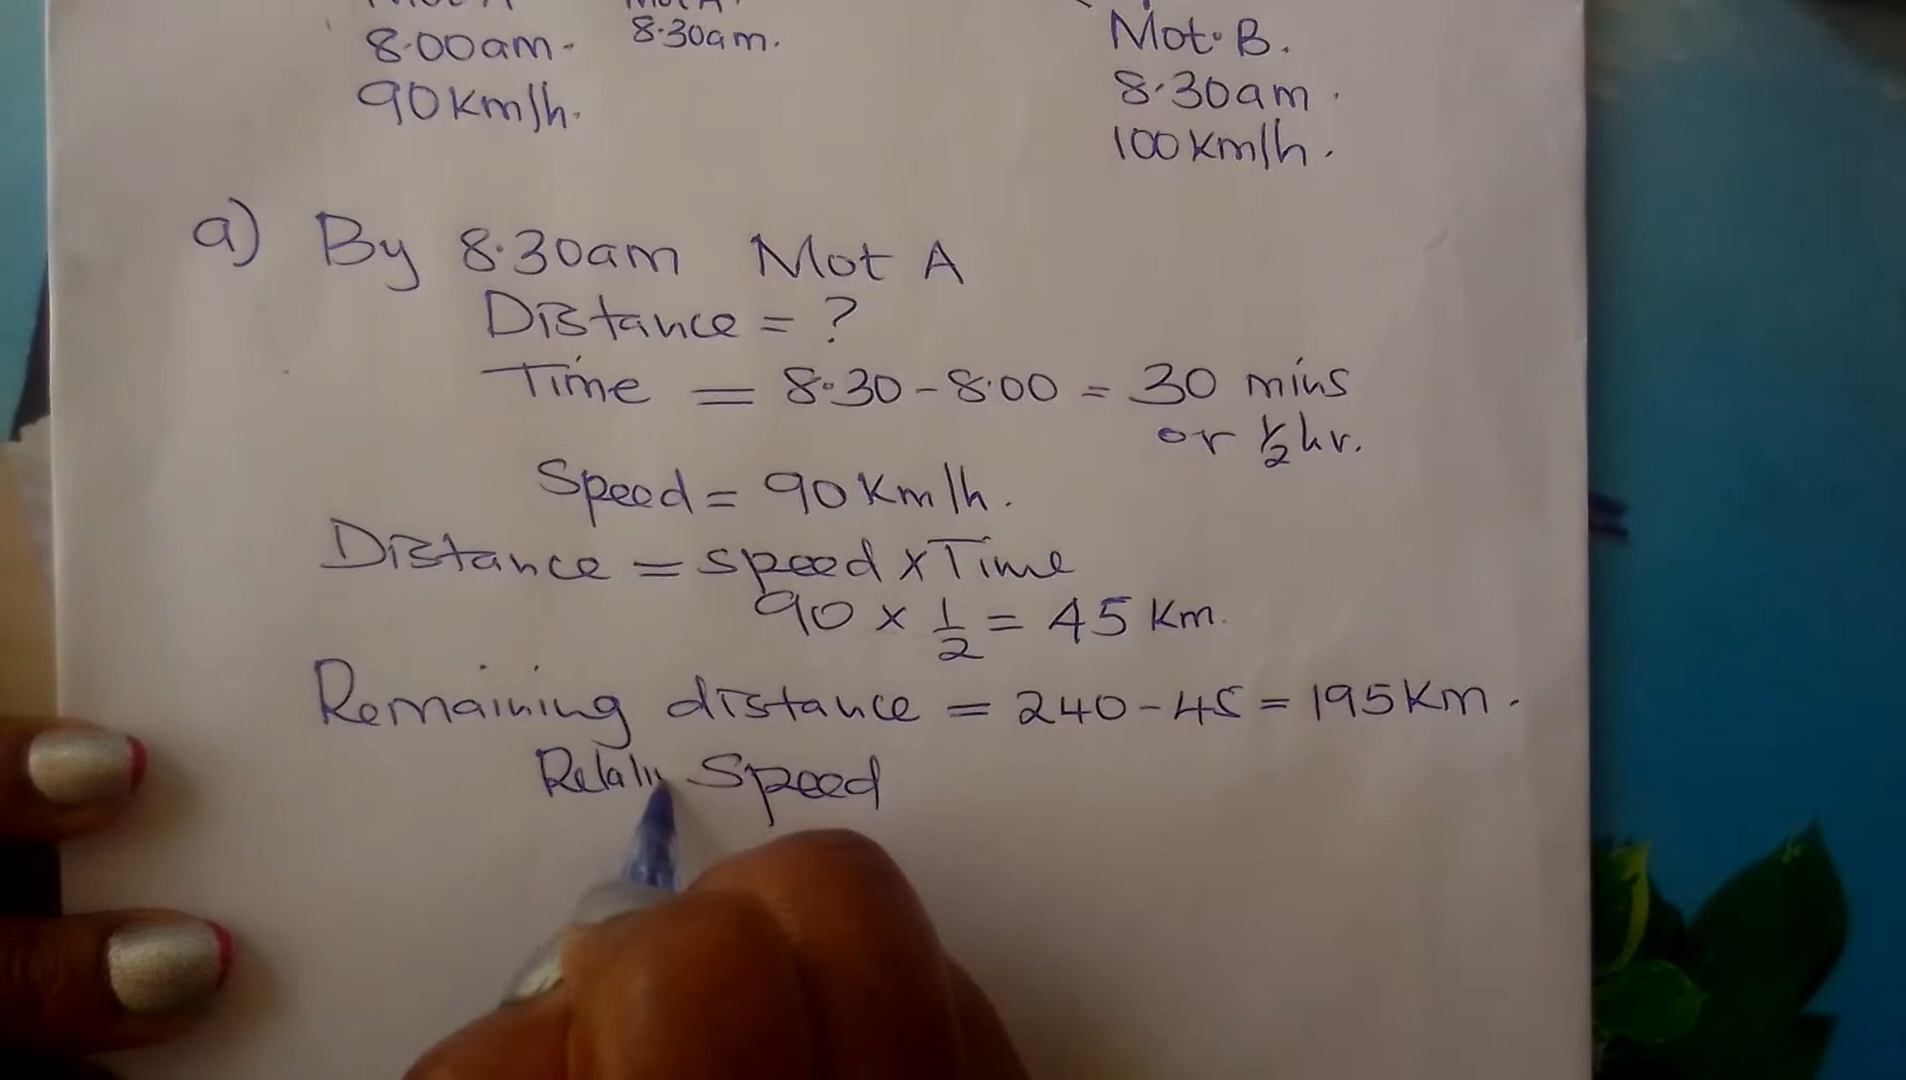 8.00am. 8.30am.
90km/h.
Mot. B.
8.30am.
100km/h.
a) By 8.30am Mot A
Distance = ?
Time = 8.30 - 8.00 = 30 mins
or 1/2 hr.
Speed = 90km/h.
Distance = speed x Time
90 x 1/2 = 45 km.
Remaining distance = 240 - 45 = 195km.
Speed